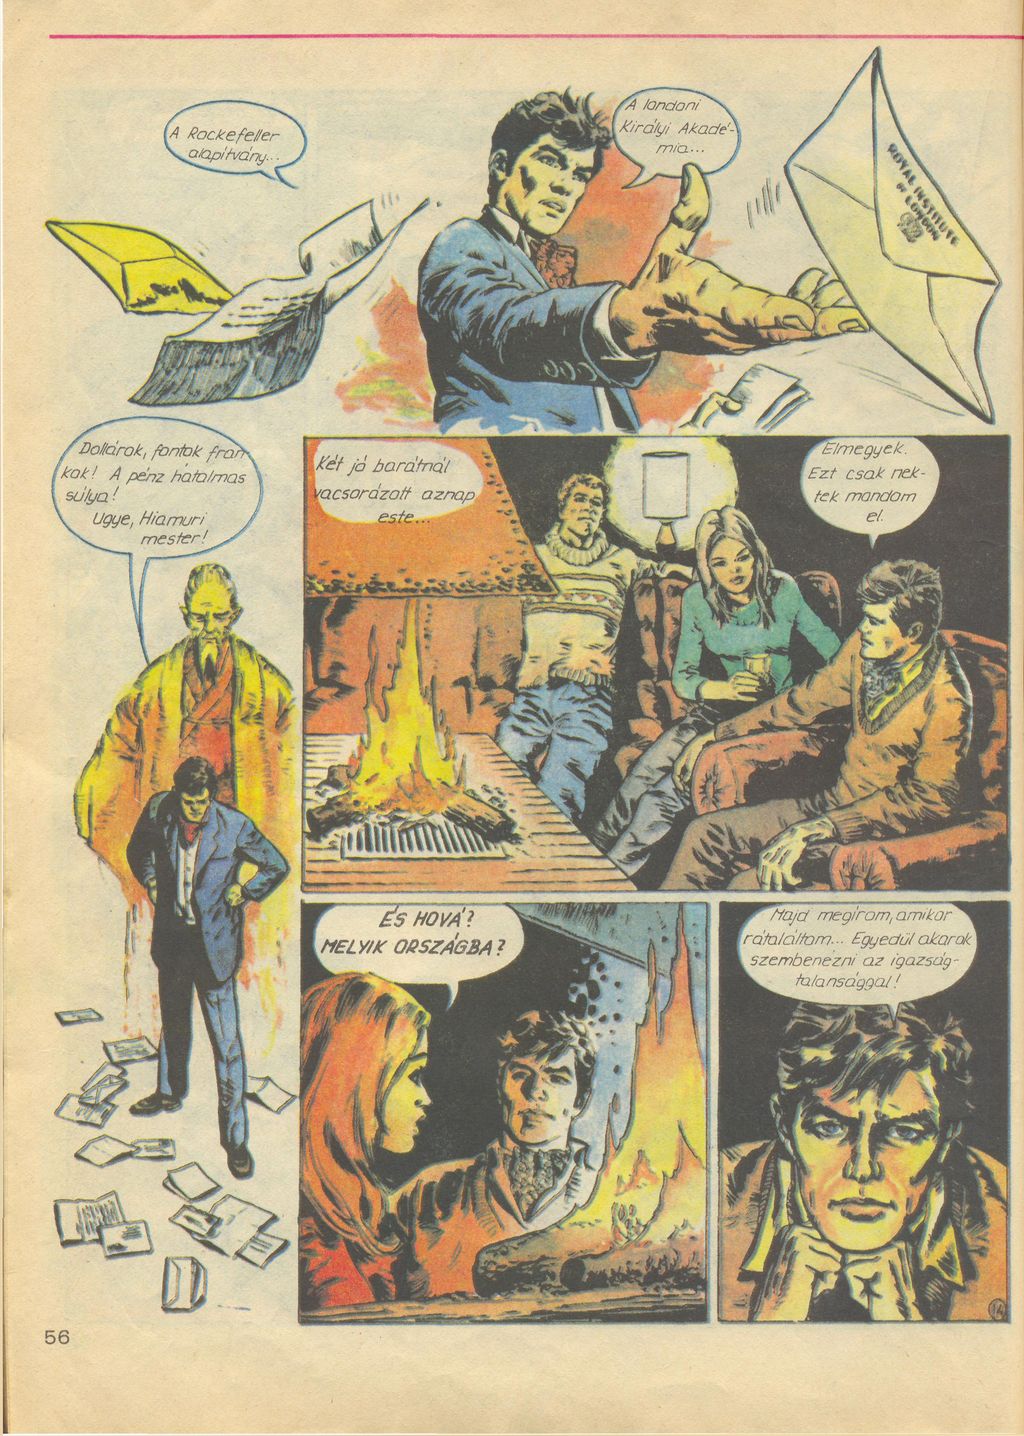 A Rockefeller
alapítvány...
A londoni
Királyi Akadé-
mia...
ROYAL INSTITUTE
OF LONDON
Dollárok, fontok fran
kok! A pénz hatalmas
súlya!
Ugye, Hiamuri
mester!
Két jó barátnál
vacsorázott aznap
este...
Elmegyek.
Ezt csak nek-
tek mondom
el.
ÉS HOVÁ?
MELYIK ORSZÁGBA?
Majd megírom, amikor
rátaláltam... Egyedül akarok
szembenézni az igazság-
talansággal!
14
56